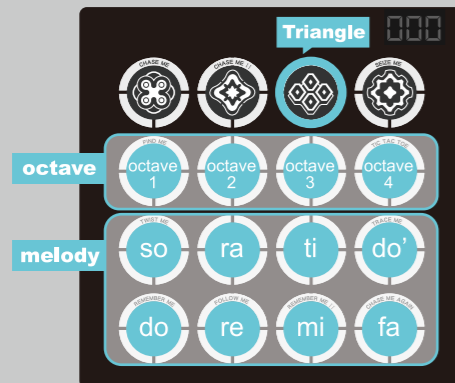 Triangle
000
CHASE ME
CHASE ME !!
SEIZE ME
octave
FIND ME
TIC TAC TOE
octave 1
octave 2
octave 3
octave 4
melody
TWIST ME
TRACE ME
so
ra
ti
do'
REMEMBER ME
FOLLOW ME
REMEMBER ME !!
CHASE ME AGAIN
do
re
mi
fa